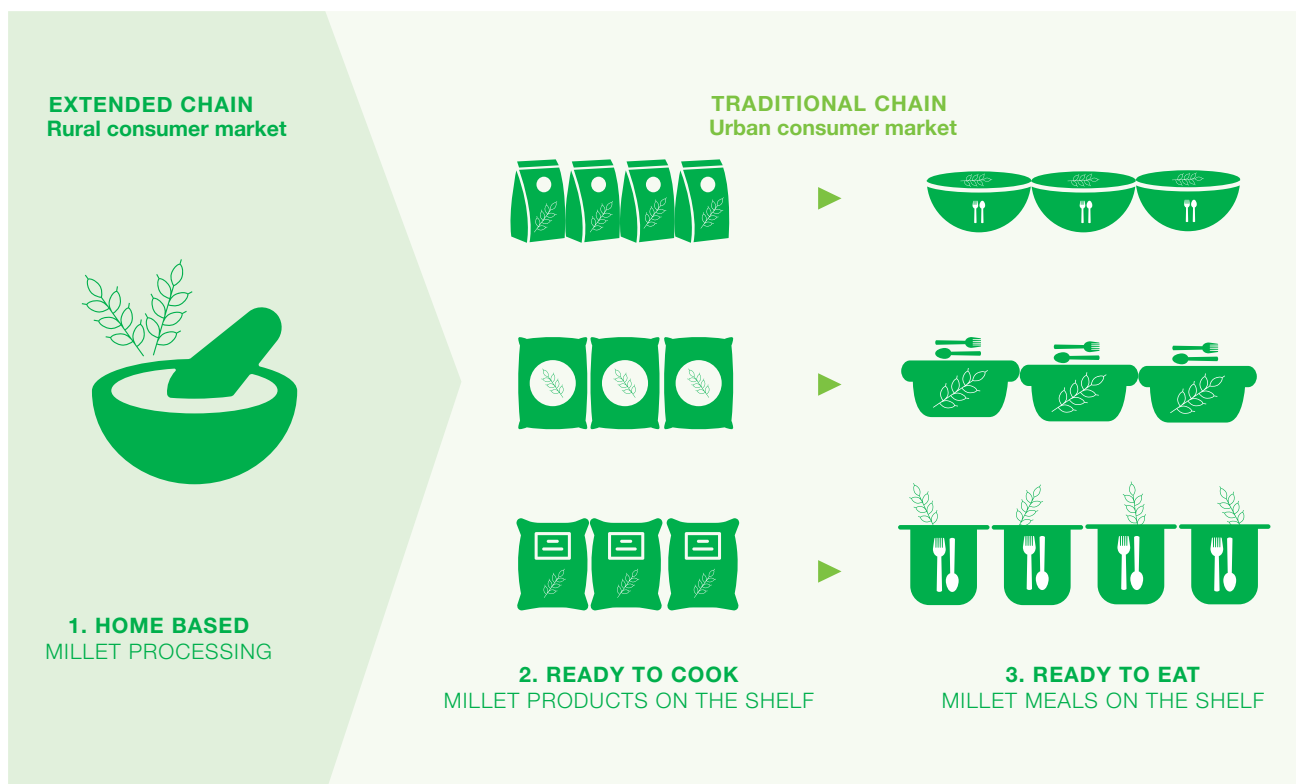 EXTENDED CHAIN
Rural consumer market
1. HOME BASED
MILLET PROCESSING
TRADITIONAL CHAIN
Urban consumer market
2. READY TO COOK
MILLET PRODUCTS ON THE SHELF
3. READY TO EAT
MILLET MEALS ON THE SHELF